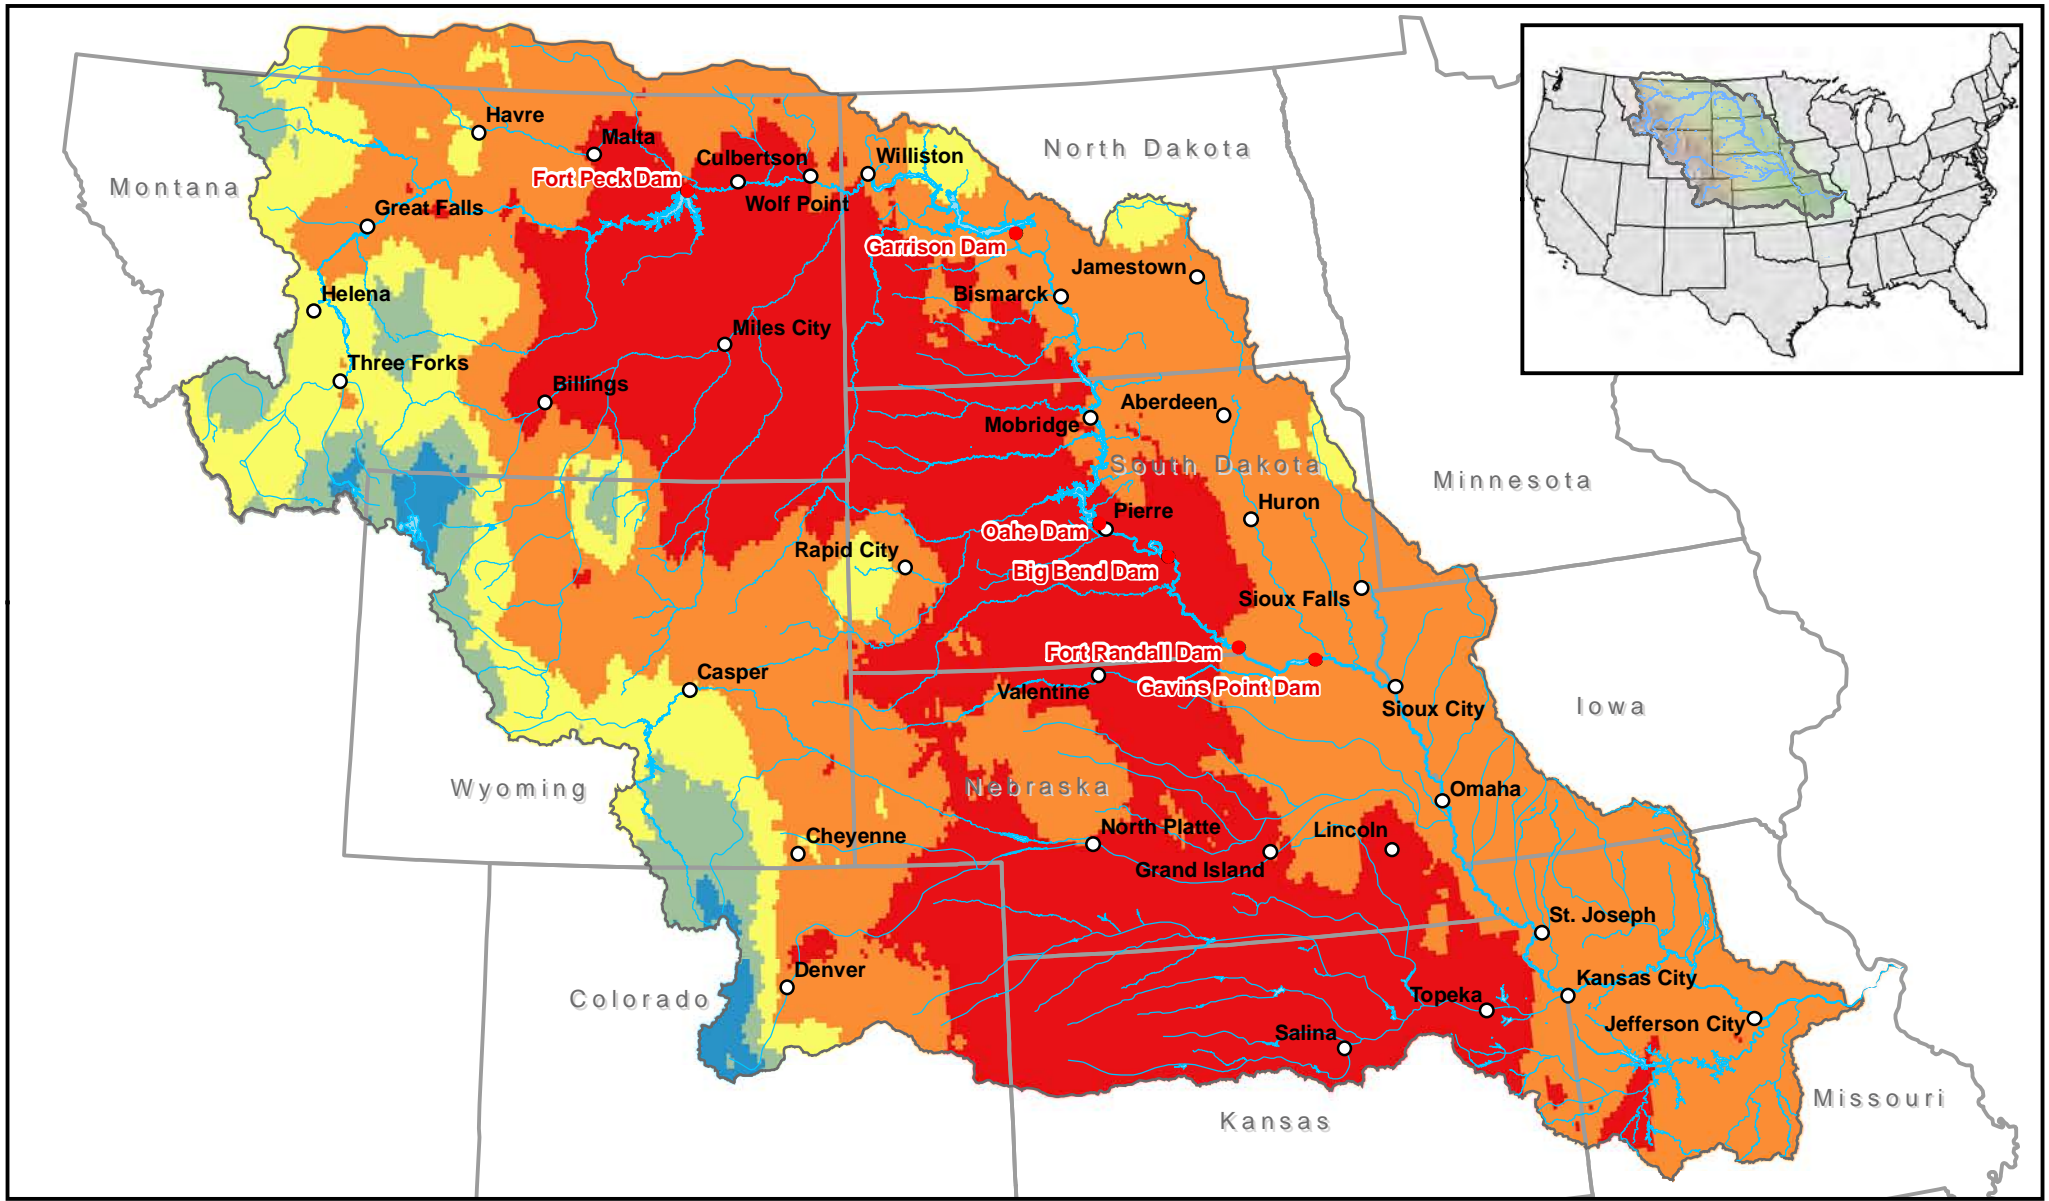 Havre
Malta
Culbertson
Williston
North Dakota
Montana
Fort Peck Dam
Wolf Point
Great Falls
Garrison Dam
Jamestown
Helena
Bismarck
Miles City
Three Forks
Billings
Aberdeen
Mobridge
South Dakota
Minnesota
Huron
Pierre
Oahe Dam
Rapid City
Big Bend Dam
Sioux Falls
Fort Randall Dam
Casper
Valentine
Gavins Point Dam
Sioux City
Iowa
Wyoming
Nebraska
Omaha
North Platte
Lincoln
Cheyenne
Grand Island
St. Joseph
Denver
Kansas City
Colorado
Topeka
Jefferson City
Salina
Missouri
Kansas